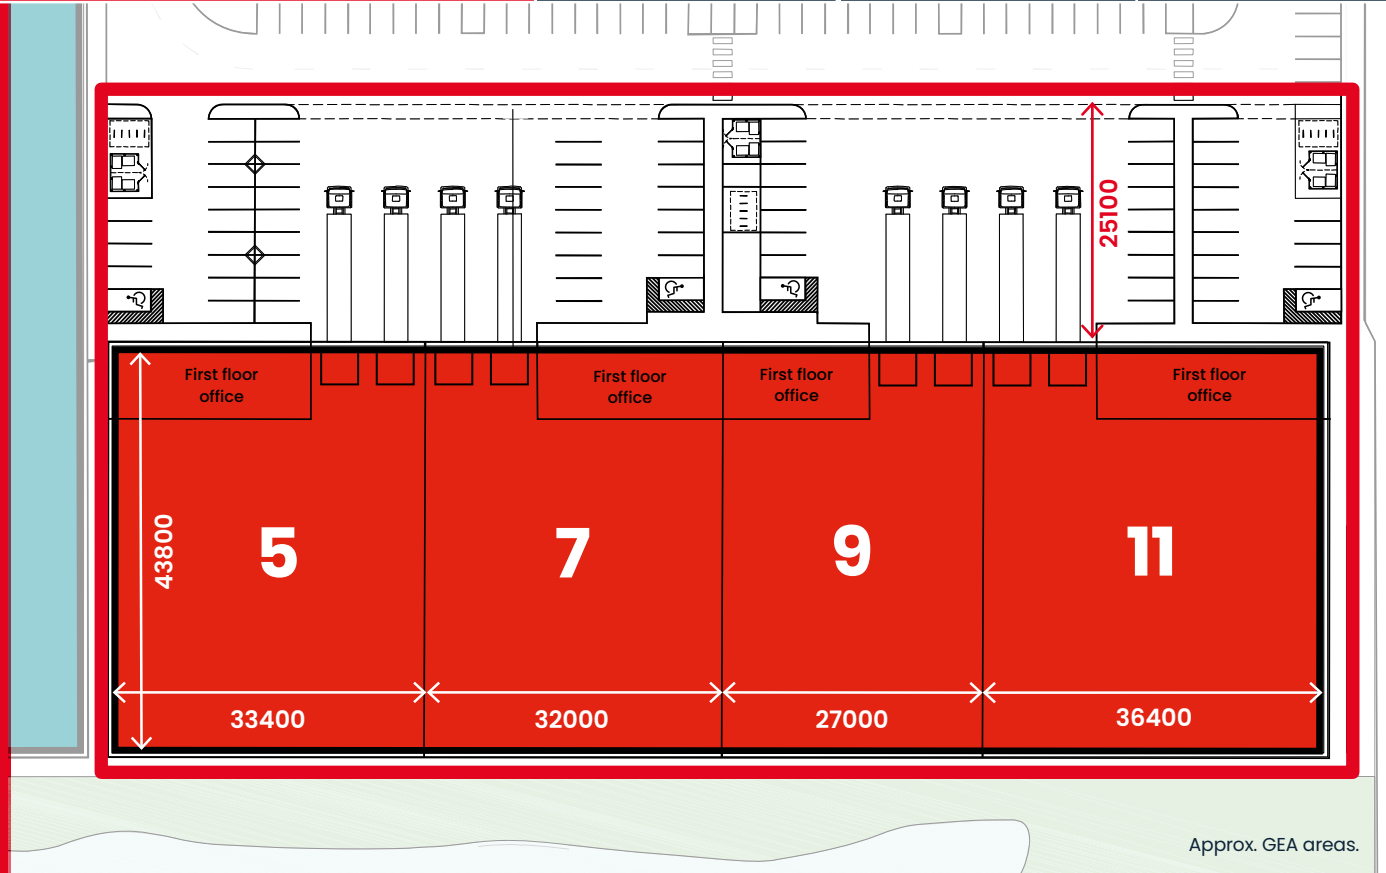 25100
First floor
office
First floor
office
First floor
office
First floor
office
43800
5
7
9
11
33400
32000
27000
36400
Approx. GEA areas.